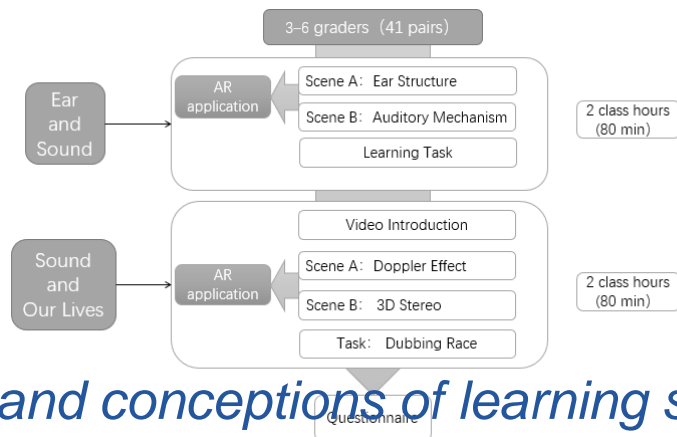 3–6 graders（41 pairs）
Ear
and
Sound
AR
application
Scene A: Ear Structure
Scene B: Auditory Mechanism
Learning Task
2 class hours
(80 min)
Video Introduction
Sound
and
Our Lives
AR
application
Scene A: Doppler Effect
Scene B: 3D Stereo
Task: Dubbing Race
2 class hours
(80 min)
and conceptions of learning s
Questionnaire